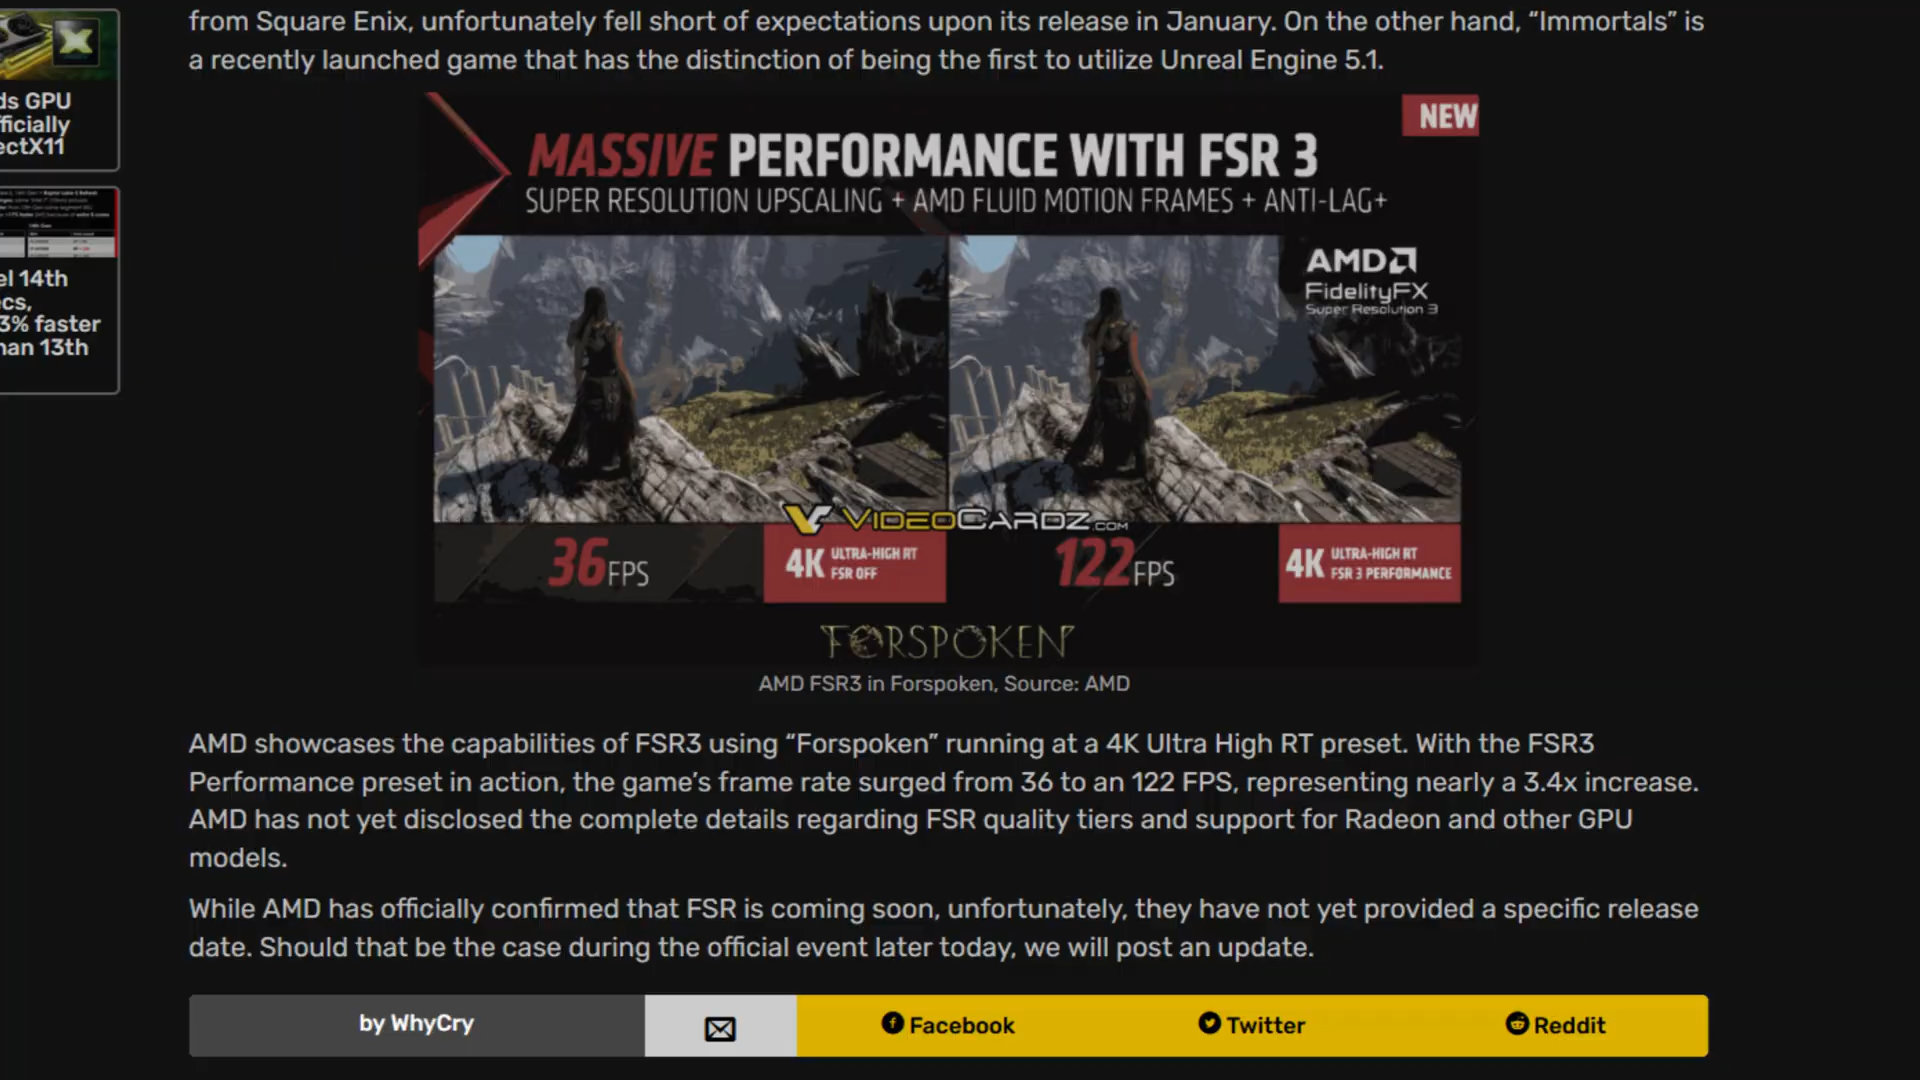 from Square Enix, unfortunately fell short of expectations upon its release in January. On the other hand, “Immortals” is
a recently launched game that has the distinction of being the first to utilize Unreal Engine 5.1.
ds GPU
ficially
ectX11
el 14th
ecs,
3% faster
han 13th
NEW
MASSIVE PERFORMANCE WITH FSR 3
SUPER RESOLUTION UPSCALING + AMD FLUID MOTION FRAMES + ANTI-LAG+
AMD
FidelityFX
Super Resolution 3
VIDEOCARDZ.COM
36 FPS
4K ULTRA-HIGH RT
FSR OFF
122 FPS
4K ULTRA-HIGH RT
FSR 3 PERFORMANCE
FORSPOKEN
AMD FSR3 in Forspoken, Source: AMD
AMD showcases the capabilities of FSR3 using “Forspoken” running at a 4K Ultra High RT preset. With the FSR3
Performance preset in action, the game’s frame rate surged from 36 to an 122 FPS, representing nearly a 3.4x increase.
AMD has not yet disclosed the complete details regarding FSR quality tiers and support for Radeon and other GPU
models.
While AMD has officially confirmed that FSR is coming soon, unfortunately, they have not yet provided a specific release
date. Should that be the case during the official event later today, we will post an update.
by WhyCry
Facebook
Twitter
Reddit